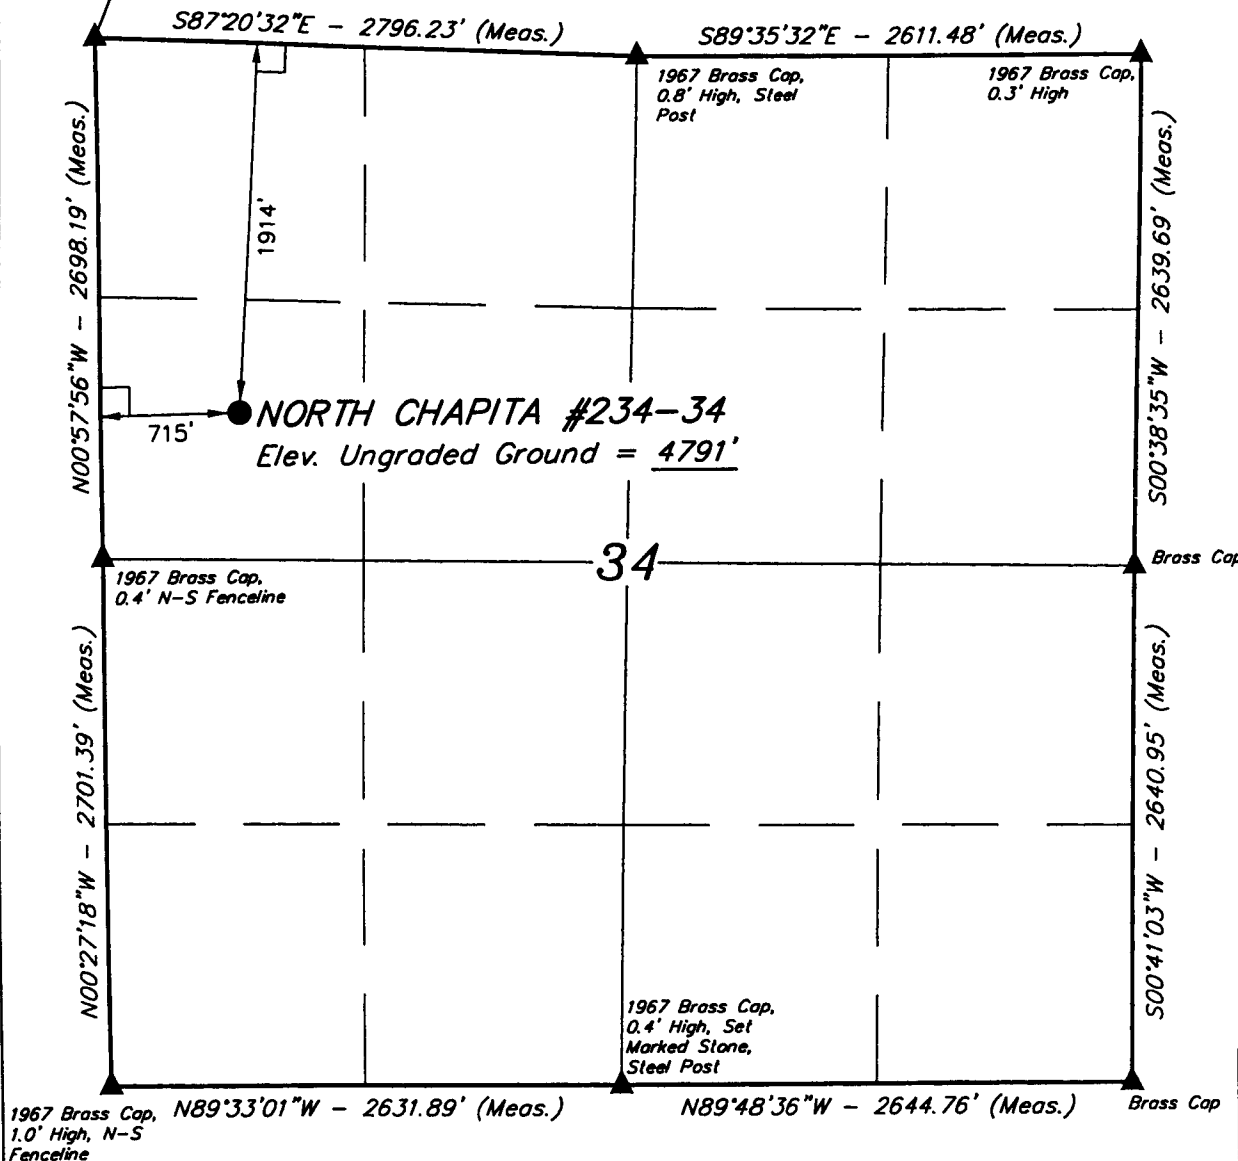 S87°20'32"E - 2796.23' (Meas.)
S89°35'32"E - 2611.48' (Meas.)
1967 Brass Cap,
0.8' High, Steel
Post
1967 Brass Cap,
0.3' High
N00°57'56"W - 2698.19' (Meas.)
1914'
S00°38'35"W - 2639.69' (Meas.)
715'
NORTH CHAPITA #234-34
Elev. Ungraded Ground = 4791'
34
Brass Cap
1967 Brass Cap,
0.4' N-S Fenceline
N00°27'18"W - 2701.39' (Meas.)
S00°41'03"W - 2640.95' (Meas.)
1967 Brass Cap,
0.4' High, Set
Marked Stone,
Steel Post
1967 Brass Cap,
1.0' High, N-S
Fenceline
N89°33'01"W - 2631.89' (Meas.)
N89°48'36"W - 2644.76' (Meas.)
Brass Cap